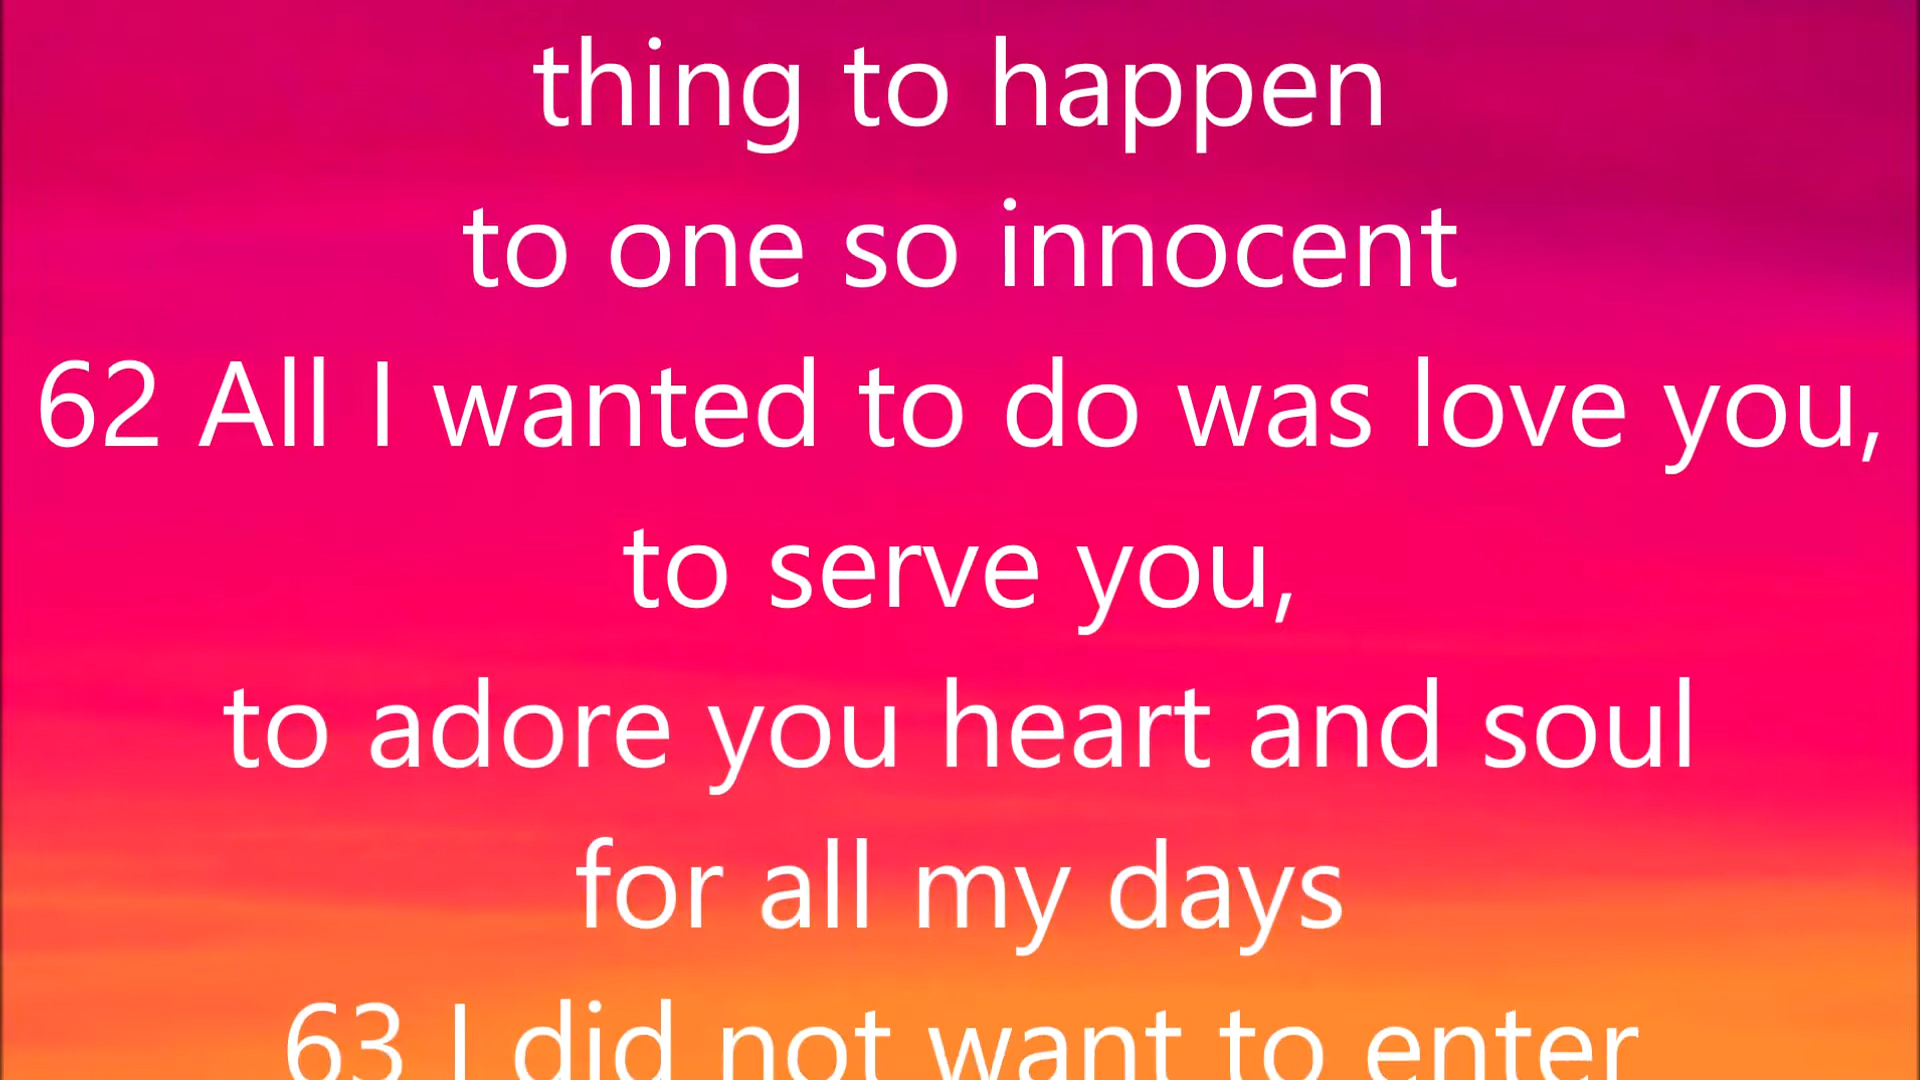 thing to happen
to one so innocent
62 All I wanted to do was love you,
to serve you,
to adore you heart and soul
for all my days
63 I did not want to enter